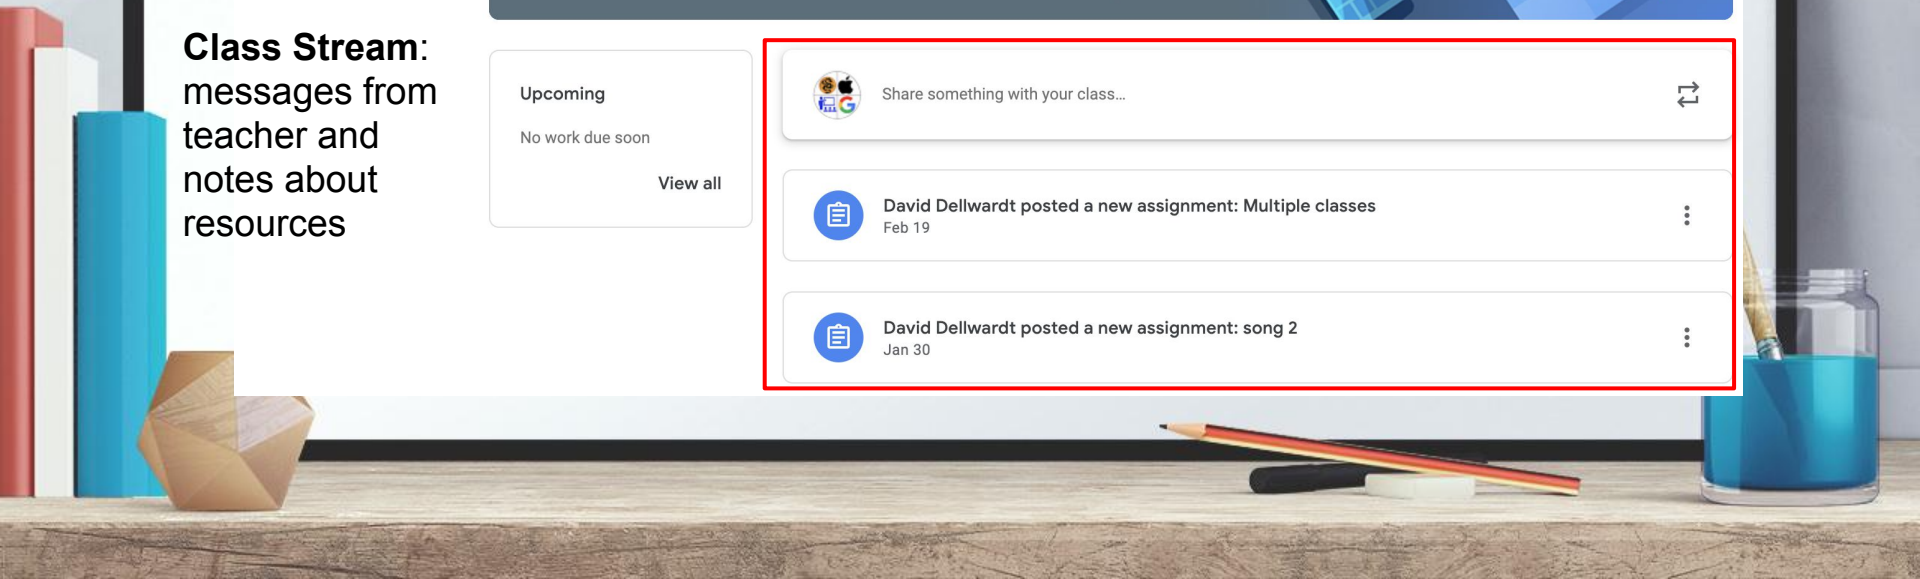 Class Stream:
messages from
teacher and
notes about
resources
Upcoming
No work due soon
View all
Share something with your class...
David Dellwardt posted a new assignment: Multiple classes
Feb 19
David Dellwardt posted a new assignment: song 2
Jan 30